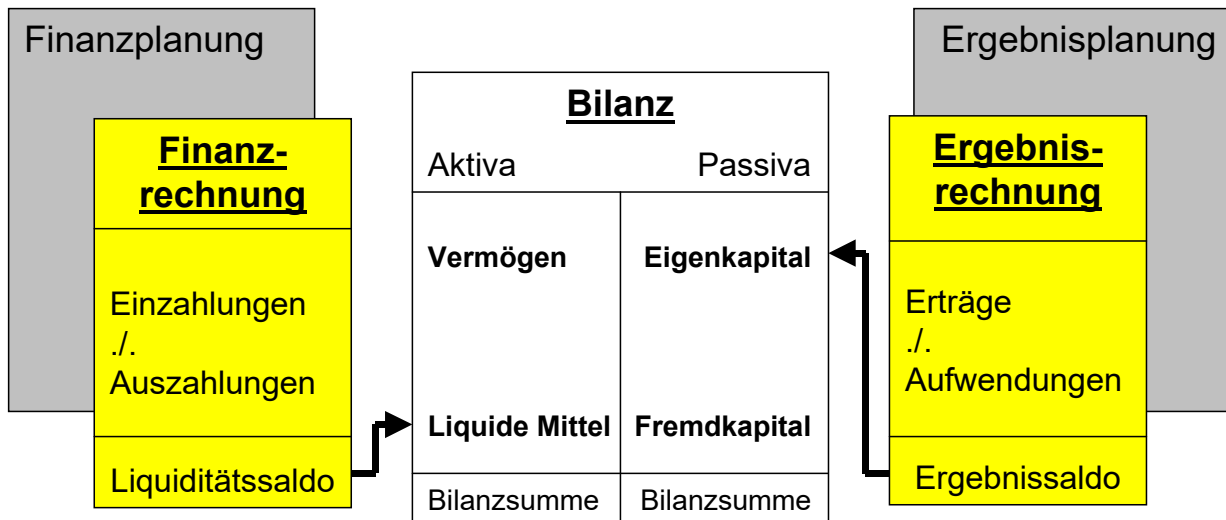 Finanzplanung
Finanz-
rechnung
Einzahlungen
./.
Auszahlungen
Liquiditätssaldo
Bilanz
Aktiva Passiva
Vermögen Eigenkapital
Liquide Mittel Fremdkapital
Bilanzsumme Bilanzsumme
Ergebnisplanung
Ergebnis-
rechnung
Erträge
./.
Aufwendungen
Ergebnissaldo